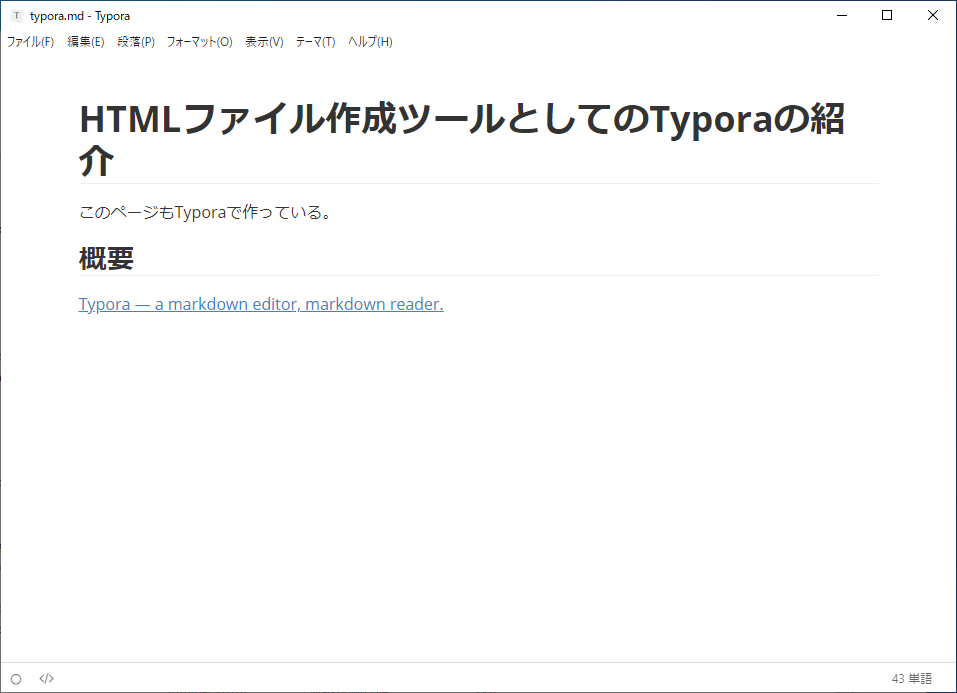 typora.md - Typora
ファイル(F) 編集(E) 段落(P) フォーマット(O) 表示(V) テーマ(T) ヘルプ(H)
HTMLファイル作成ツールとしてのTyporaの紹
介
このページもTyporaで作っている。
概要
Typora — a markdown editor, markdown reader.
</> 43 単語